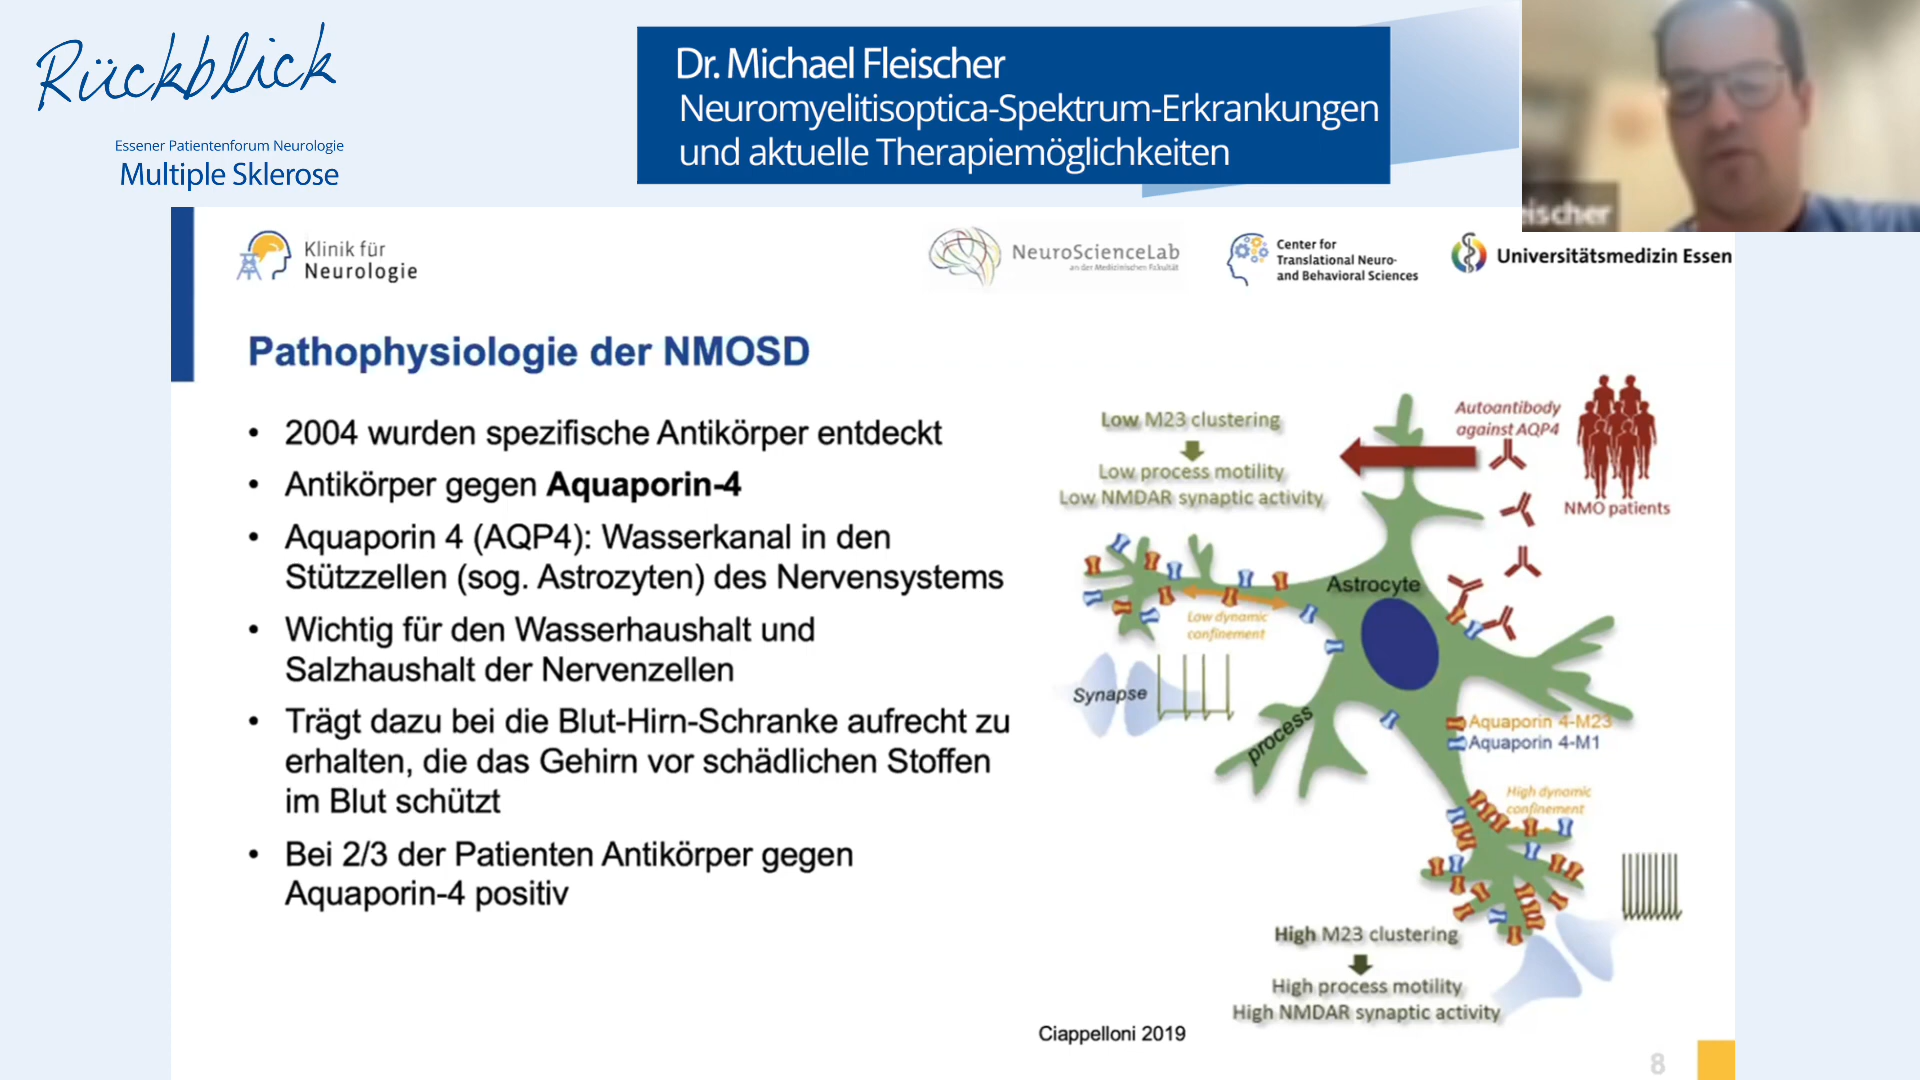 Rückblick
Essener Patientenforum Neurologie
Multiple Sklerose
Dr. Michael Fleischer
Neuromyelitisoptica-Spektrum-Erkrankungen
und aktuelle Therapiemöglichkeiten
ischer
Klinik für
Neurologie
NeuroScienceLab
an der Medizinischen Fakultät
Center for
Translational Neuro-
and Behavioral Sciences
Universitätsmedizin Essen
Pathophysiologie der NMOSD
• 2004 wurden spezifische Antikörper entdeckt
• Antikörper gegen Aquaporin-4
• Aquaporin 4 (AQP4): Wasserkanal in den
Stützzellen (sog. Astrozyten) des Nervensystems
• Wichtig für den Wasserhaushalt und
Salzhaushalt der Nervenzellen
• Trägt dazu bei die Blut-Hirn-Schranke aufrecht zu
erhalten, die das Gehirn vor schädlichen Stoffen
im Blut schützt
• Bei 2/3 der Patienten Antikörper gegen
Aquaporin-4 positiv
Low M23 clustering
Low process motility
Low NMDAR synaptic activity
Autoantibody
against AQP4
NMO patients
Astrocyte
Low dynamic
confinement
Synapse
process
Aquaporin 4-M23
Aquaporin 4-M1
High dynamic
confinement
High M23 clustering
High process motility
High NMDAR synaptic activity
Ciappelloni 2019
8